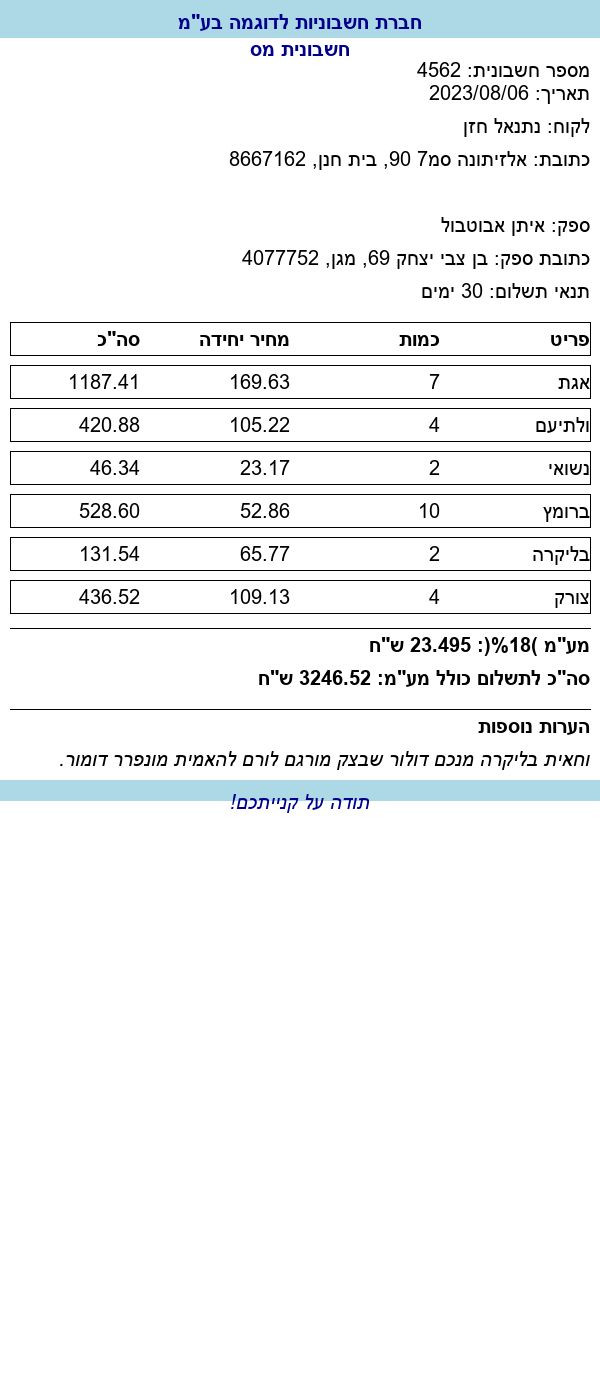 חברת חשבוניות לדוגמה בע"מ
חשבונית מס
מספר חשבונית: 4562
תאריך: 2023/08/06
לקוח: נתנאל חזן
כתובת: אלזיתונה סמ7 90, בית חנן, 8667162
ספק: איתן אבוטבול
כתובת ספק: בן צבי יצחק 69, מגן, 4077752
תנאי תשלום: 30 ימים
פריט כמות מחיר יחידה סה"כ
אגת 7 169.63 1187.41
ולתיעם 4 105.22 420.88
נשואי 2 23.17 46.34
ברומץ 10 52.86 528.60
בליקרה 2 65.77 131.54
צורק 4 109.13 436.52
מע"מ )18%(: 23.495 ש"ח
סה"כ לתשלום כולל מע"מ: 3246.52 ש"ח
הערות נוספות
וחאית בליקרה מנכם דולור שבצק מורגם לורם להאמית מונפרר דומור.
תודה על קנייתכם!